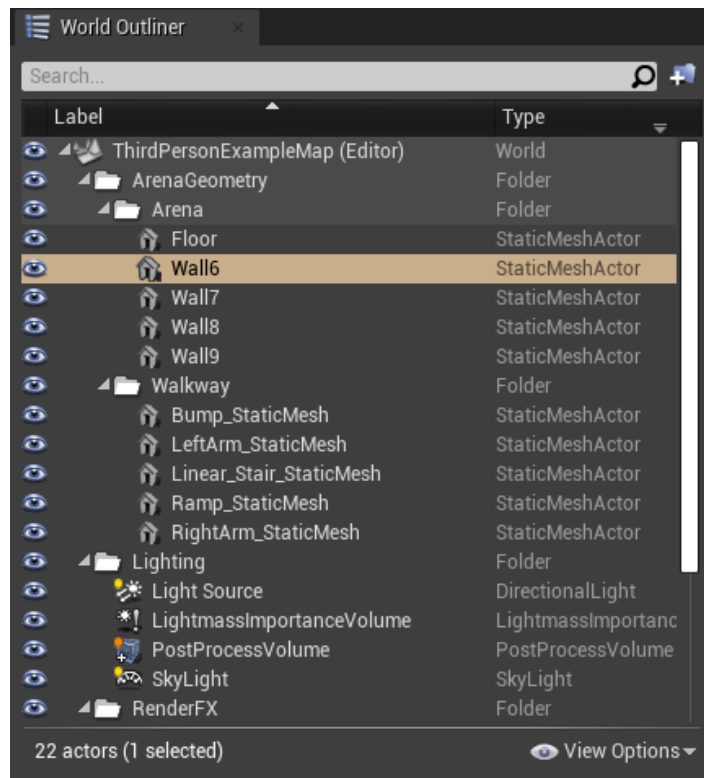 World Outliner
Search...
Label Type
ThirdPersonExampleMap (Editor) World
ArenaGeometry Folder
Arena Folder
Floor StaticMeshActor
Wall6 StaticMeshActor
Wall7 StaticMeshActor
Wall8 StaticMeshActor
Wall9 StaticMeshActor
Walkway Folder
Bump_StaticMesh StaticMeshActor
LeftArm_StaticMesh StaticMeshActor
Linear_Stair_StaticMesh StaticMeshActor
Ramp_StaticMesh StaticMeshActor
RightArm_StaticMesh StaticMeshActor
Lighting Folder
Light Source DirectionalLight
LightmassImportanceVolume LightmassImportanc
PostProcessVolume PostProcessVolume
SkyLight SkyLight
RenderFX Folder
22 actors (1 selected) View Options